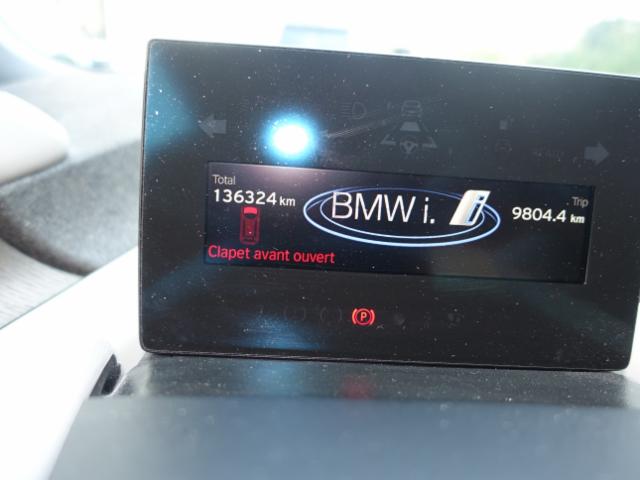 Total
136324 km
BMW i. i
Trip
9804.4 km
Clapet avant ouvert
P